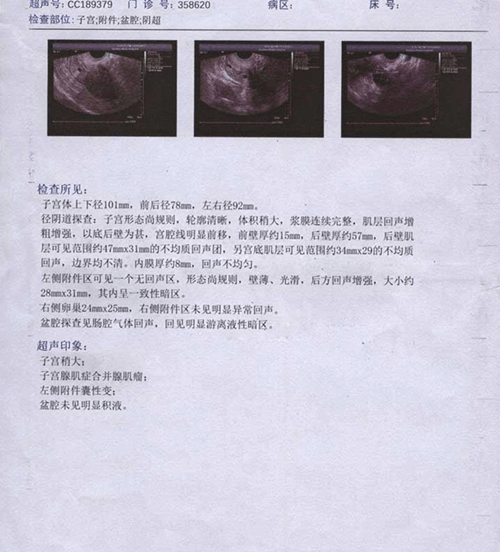 超声号:CC189379 门 诊 号:358620 病区: 床 号:
检查部位:子宫;附件;盆腔;阴超
检查所见:
子宫体上下径101mm, 前后径78mm, 左右径92mm。
径阴道探查:子宫形态尚规则, 轮廓清晰, 体积稍大, 浆膜连续完整, 肌层回声增
粗增强, 以底后壁为甚, 宫腔线明显前移, 前壁厚约15mm, 后壁厚约57mm, 后壁肌
层可见范围约47mmx31mm的不均质回声团, 另宫底肌层可见范围约34mmx29的不均质
回声, 边界均不清。内膜厚约8mm, 回声不均匀。
左侧附件区可见一个无回声区, 形态尚规则, 壁薄、光滑, 后方回声增强, 大小约
28mmx31mm, 其内呈一致性暗区。
右侧卵巢24mmx25mm, 右侧附件区未见明显异常回声。
盆腔探查见肠腔气体回声, 回见明显游离液性暗区。
超声印象:
子宫稍大;
子宫腺肌症合并腺肌瘤;
左侧附件囊性变;
盆腔未见明显积液。